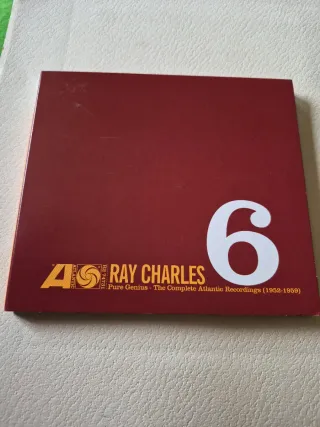 6
A RAY CHARLES
Pure Genius - The Complete Atlantic Recordings (1952-1959)